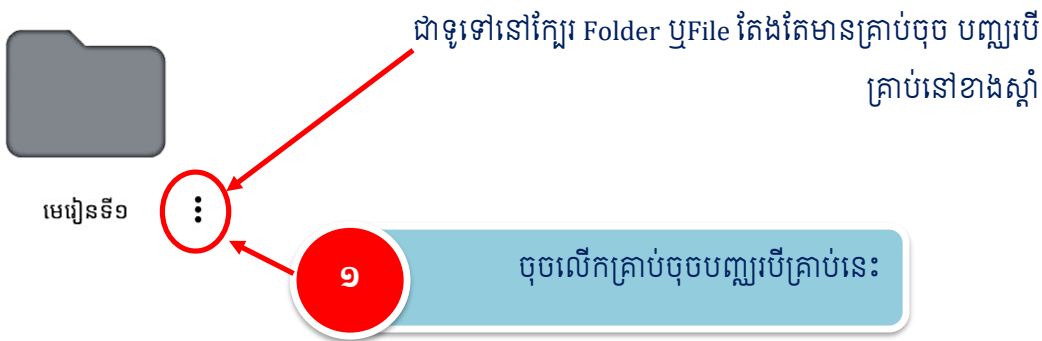 ជាទូទៅនៅក្បែរ Folder ឬFile តែងតែមានគ្រាប់ចុច បញ្ឈរបី
គ្រាប់នៅខាងស្តាំ
មេរៀនទី១
១
ចុចលើកគ្រាប់ចុចបញ្ឈរបីគ្រាប់នេះ